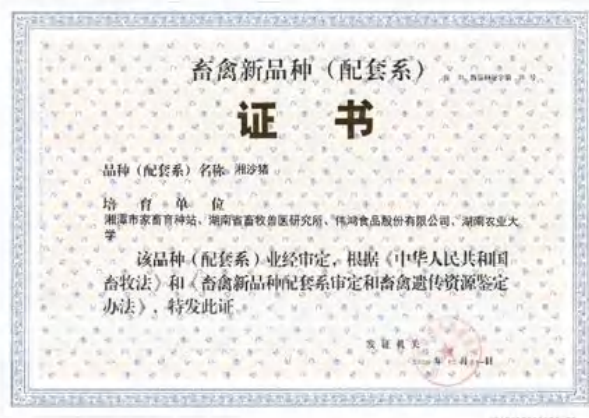 畜禽新品种（配套系）
证 书
品种（配套系）名称 湘沙猪
培 育 单 位
湘潭市家畜育种站、湖南省畜牧兽医研究所、伟鸿食品股份有限公司、湖南农业大
学
该品种（配套系）业经审定，根据《中华人民共和国
畜牧法》和《畜禽新品种配套系审定和畜禽遗传资源鉴定
办法》，特发此证
发 证 机 关
年 月 日